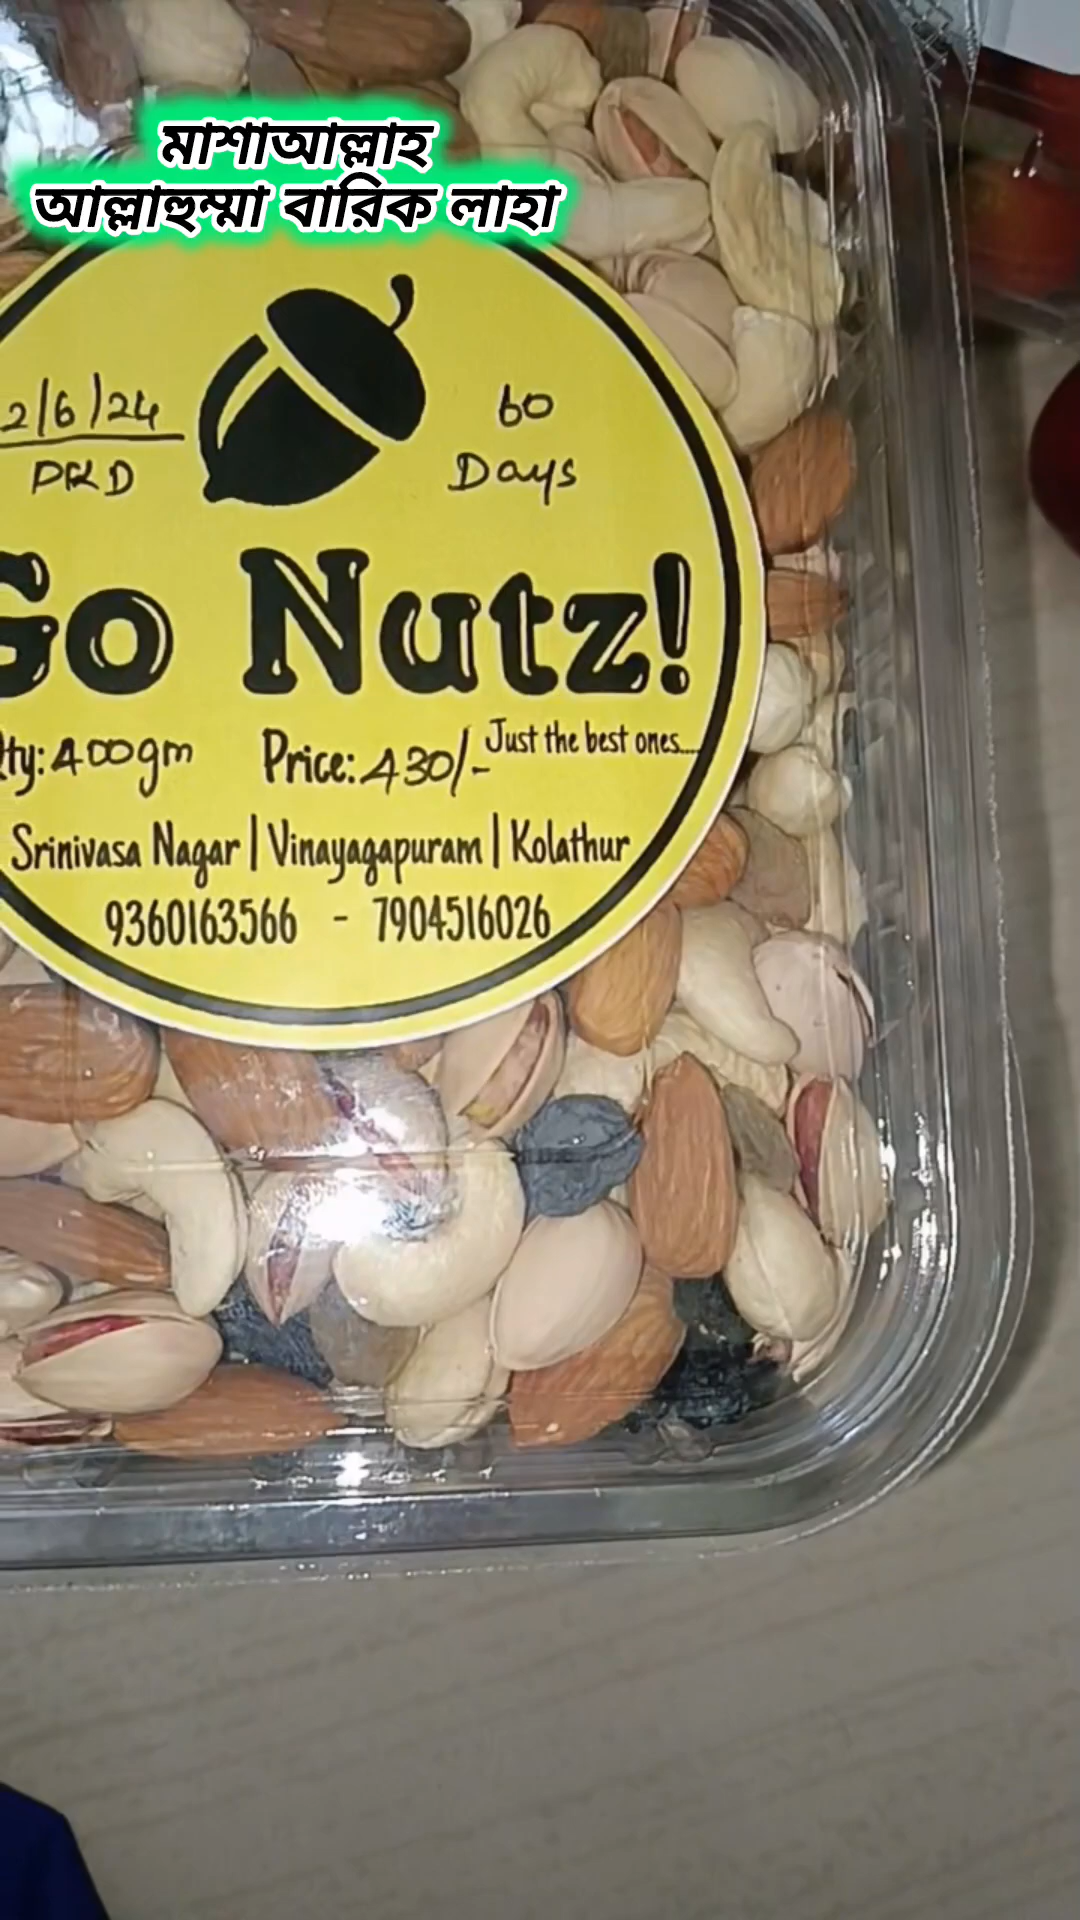 মাশাআল্লাহ
আল্লাহুম্মা বারিক লাহা
2/6/24
PKD
60
Days
Go Nutz!
Qty: 400gm Price: 430/- Just the best ones....
Srinivasa Nagar | Vinayagapuram | Kolathur
9360163566 - 7904516026